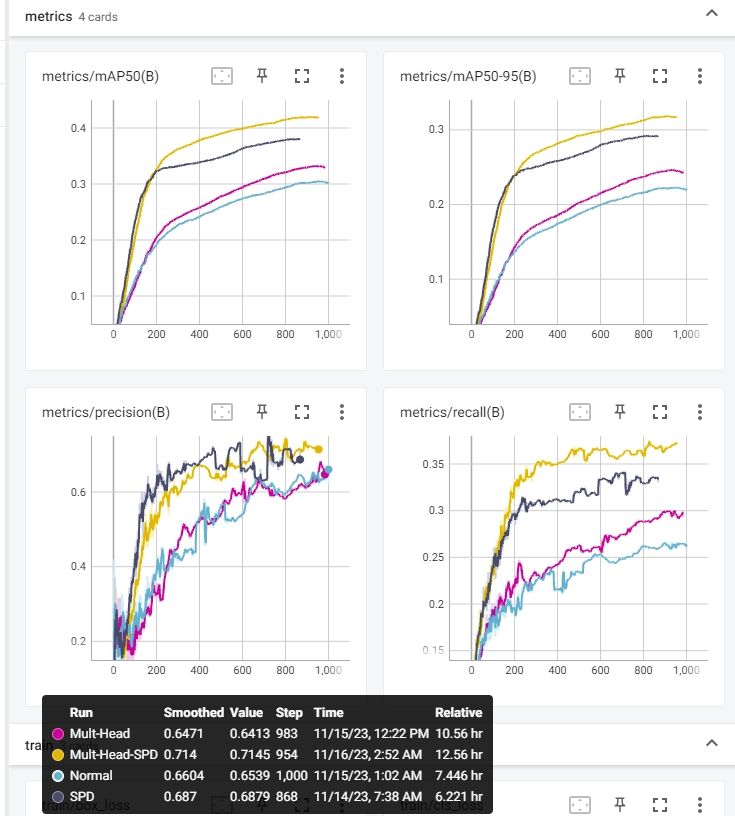 metrics 4 cards
metrics/mAP50(B)
0.4
0.3
0.2
0.1
0 200 400 600 800 1,000
metrics/mAP50-95(B)
0.3
0.2
0.1
0 200 400 600 800 1,000
metrics/precision(B)
0.6
0.4
0.2
0 200 400 600 800 1,000
metrics/recall(B)
0.35
0.3
0.25
0.2
0.15
0 200 400 600 800 1,000
Run Smoothed Value Step Time Relative
Mult-Head 0.6471 0.6413 983 11/15/23, 12:22 PM 10.56 hr
Mult-Head-SPD 0.714 0.7145 954 11/16/23, 2:52 AM 12.56 hr
Normal 0.6604 0.6539 1,000 11/15/23, 1:02 AM 7.446 hr
SPD 0.687 0.6879 868 11/14/23, 7:38 AM 6.221 hr
train cards
train/box_loss
train/cls_loss